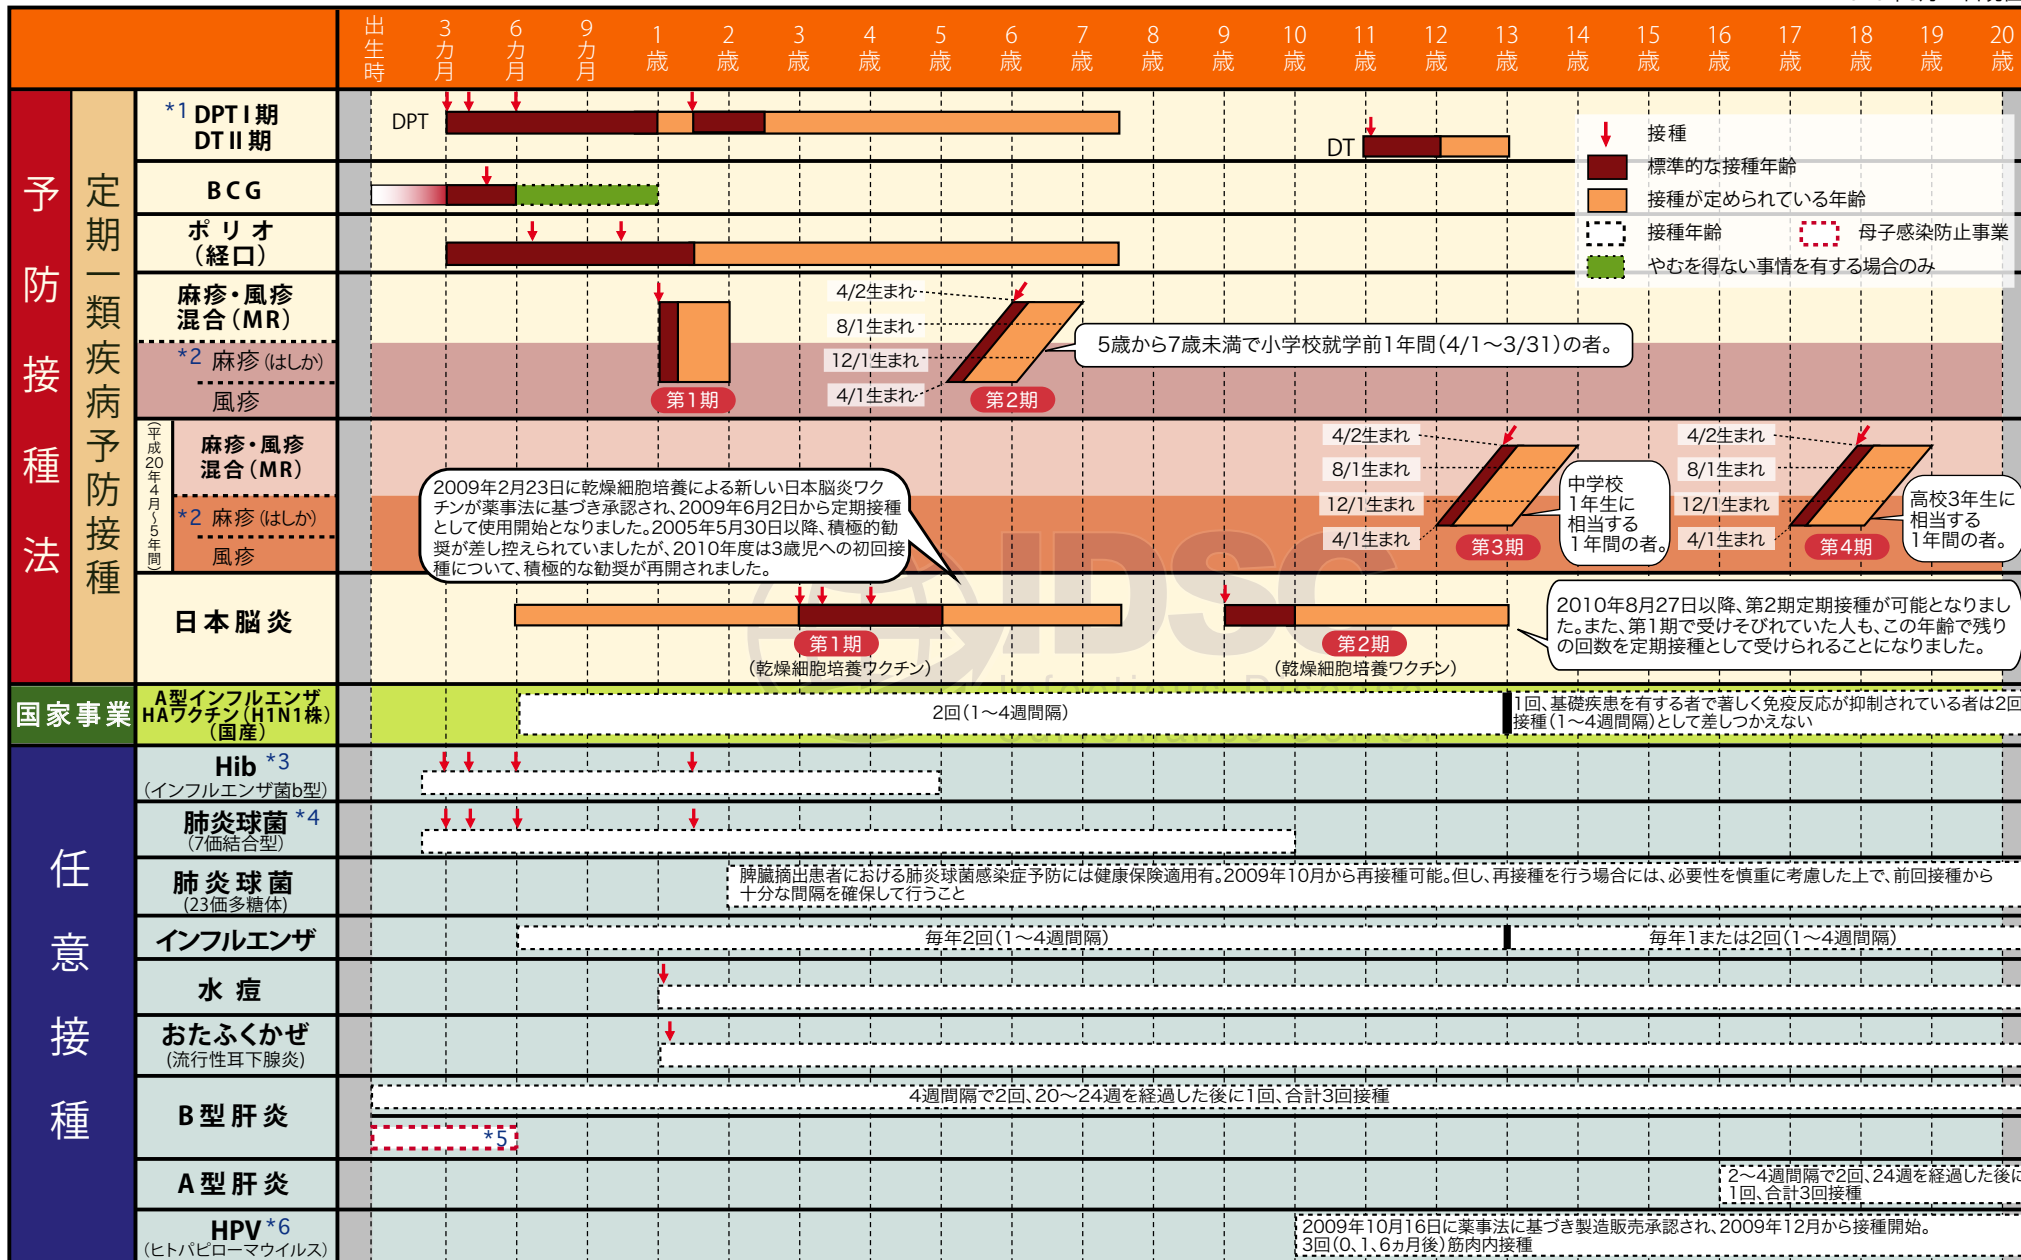 出生時 3カ月 6カ月 9カ月 1歳 2歳 3歳 4歳 5歳 6歳 7歳 8歳 9歳 10歳 11歳 12歳 13歳 14歳 15歳 16歳 17歳 18歳 19歳 20歳
予防接種法
定期一類疾病予防接種
*1 DPT I 期
DT II 期
DPT
DT
接種
標準的な接種年齢
接種が定められている年齢
接種年齢
母子感染防止事業
やむを得ない事情を有する場合のみ
BCG
ポリオ
(経口)
麻疹・風疹
混合(MR)
*2 麻疹(はしか)
風疹
第1期
4/2生まれ
8/1生まれ
12/1生まれ
4/1生まれ
第2期
5歳から7歳未満で小学校就学前1年間(4/1〜3/31)の者。
(平成20年4月〜5年間)
麻疹・風疹
混合(MR)
*2 麻疹(はしか)
風疹
2009年2月23日に乾燥細胞培養による新しい日本脳炎ワク
チンが薬事法に基づき承認され、2009年6月2日から定期接種
として使用開始となりました。2005年5月30日以降、積極的勧
奨が差し控えられていましたが、2010年度は3歳児への初回接
種について、積極的な勧奨が再開されました。
4/2生まれ
8/1生まれ
12/1生まれ
4/1生まれ
第3期
中学校
1年生に
相当する
1年間の者。
4/2生まれ
8/1生まれ
12/1生まれ
4/1生まれ
第4期
高校3年生に
相当する
1年間の者。
IDSC
日本脳炎
第1期
(乾燥細胞培養ワクチン)
第2期
(乾燥細胞培養ワクチン)
2010年8月27日以降、第2期定期接種が可能となりまし
た。また、第1期で受けそびれていた人も、この年齢で残り
の回数を定期接種として受けられることになりました。
国家事業
A型インフルエンザ
HAワクチン(H1N1株)
(国産)
2回(1〜4週間隔)
1回、基礎疾患を有する者で著しく免疫反応が抑制されている者は2回
接種(1〜4週間隔)として差しつかえない
任意接種
Hib *3
(インフルエンザ菌b型)
肺炎球菌 *4
(7価結合型)
肺炎球菌
(23価多糖体)
脾臓摘出患者における肺炎球菌感染症予防には健康保険適用有。2009年10月から再接種可能。但し、再接種を行う場合には、必要性を慎重に考慮した上で、前回接種から
十分な間隔を確保して行うこと
インフルエンザ
毎年2回(1〜4週間隔)
毎年1または2回(1〜4週間隔)
水痘
おたふくかぜ
(流行性耳下腺炎)
B型肝炎
4週間隔で2回、20〜24週を経過した後に1回、合計3回接種
*5
A型肝炎
2〜4週間隔で2回、24週を経過した後に
1回、合計3回接種
HPV *6
(ヒトパピローマウイルス)
2009年10月16日に薬事法に基づき製造販売承認され、2009年12月から接種開始。
3回(0、1、6ヵ月後)筋肉内接種